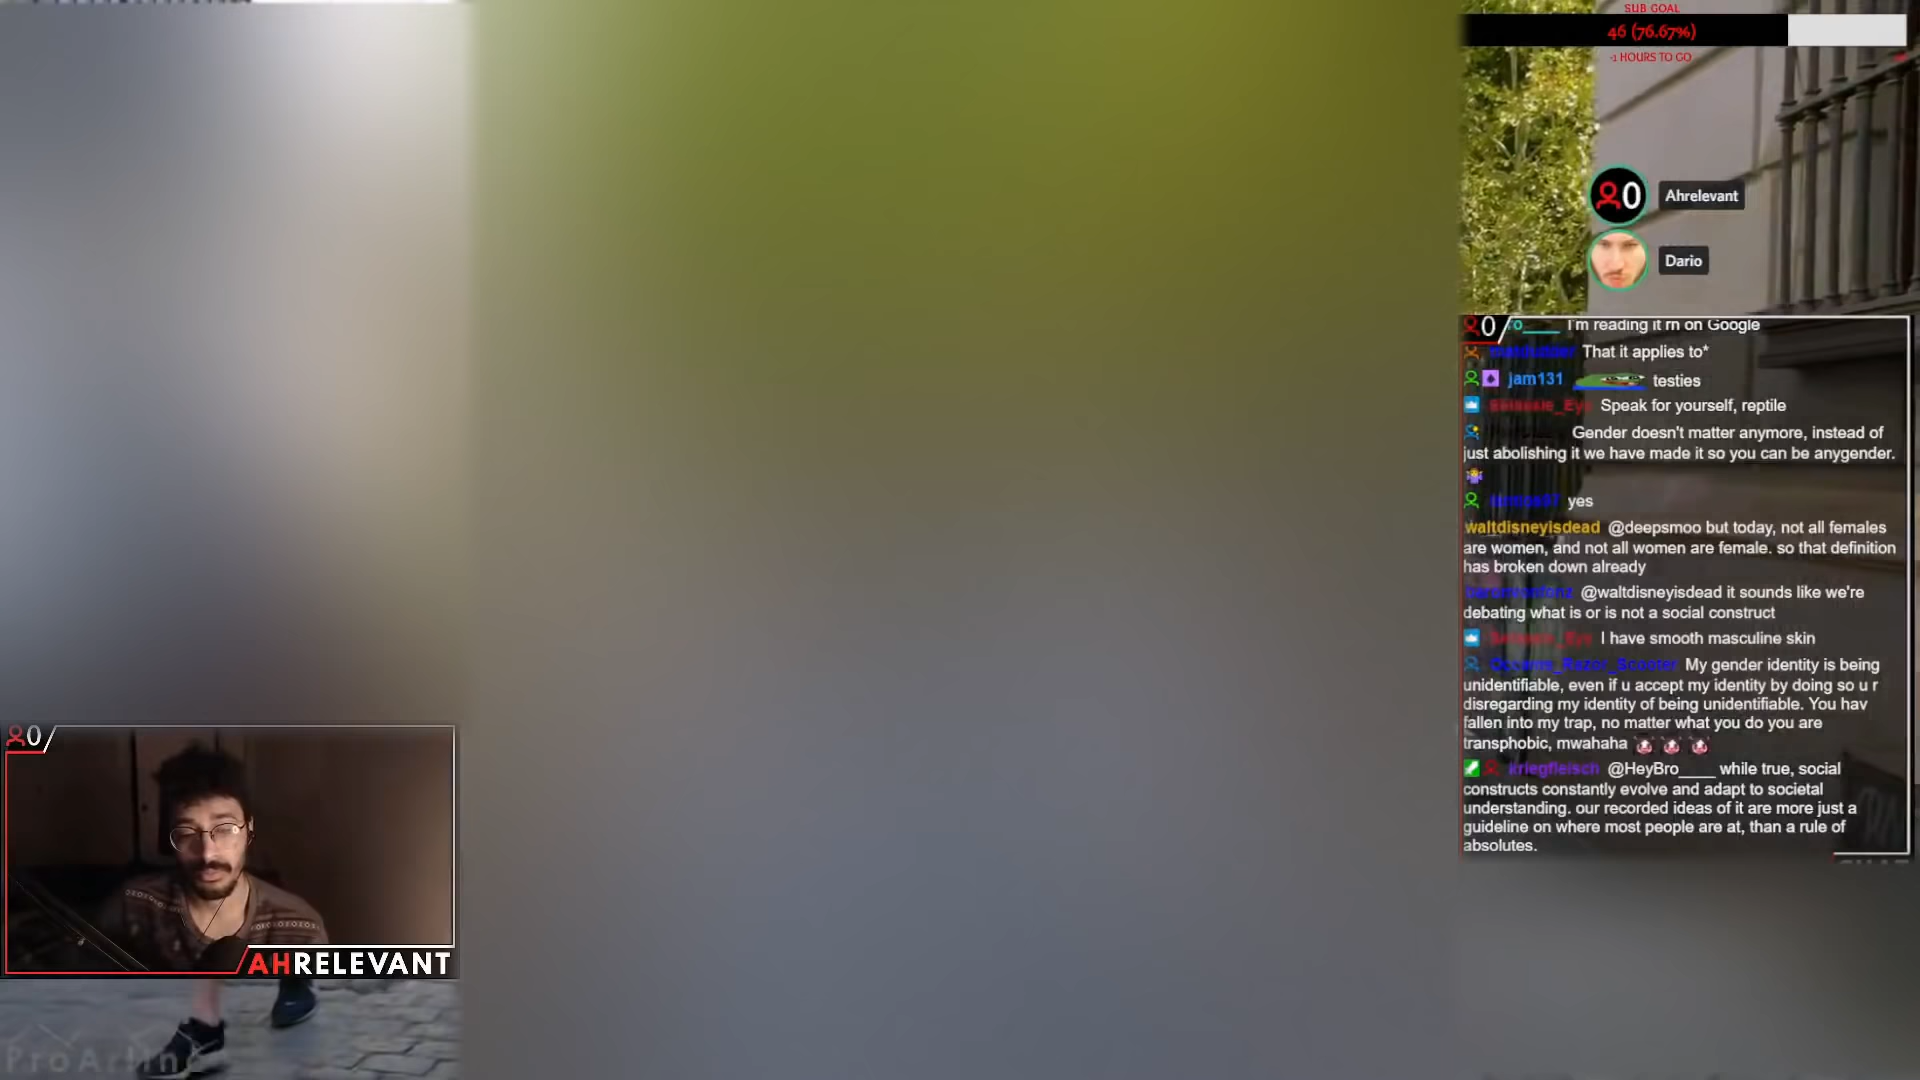 SUB GOAL
46 (76.67%)
-1 HOURS TO GO
0 Ahrelevant
Dario
0 I'm reading it rn on Google
That it applies to*
jam131 testies
Speak for yourself, reptile
Gender doesn't matter anymore, instead of
just abolishing it we have made it so you can be anygender.
yes
waltdisneyisdead @deepsmoo but today, not all females
are women, and not all women are female. so that definition
has broken down already
@waltdisneyisdead it sounds like we're
debating what is or is not a social construct
I have smooth masculine skin
Occams_Razor_Scooter My gender identity is being
unidentifiable, even if u accept my identity by doing so u r
disregarding my identity of being unidentifiable. You hav
fallen into my trap, no matter what you do you are
transphobic, mwahaha
kriegfleisch @HeyBro____ while true, social
constructs constantly evolve and adapt to societal
understanding. our recorded ideas of it are more just a
guideline on where most people are at, than a rule of
absolutes.
0
AHRELEVANT